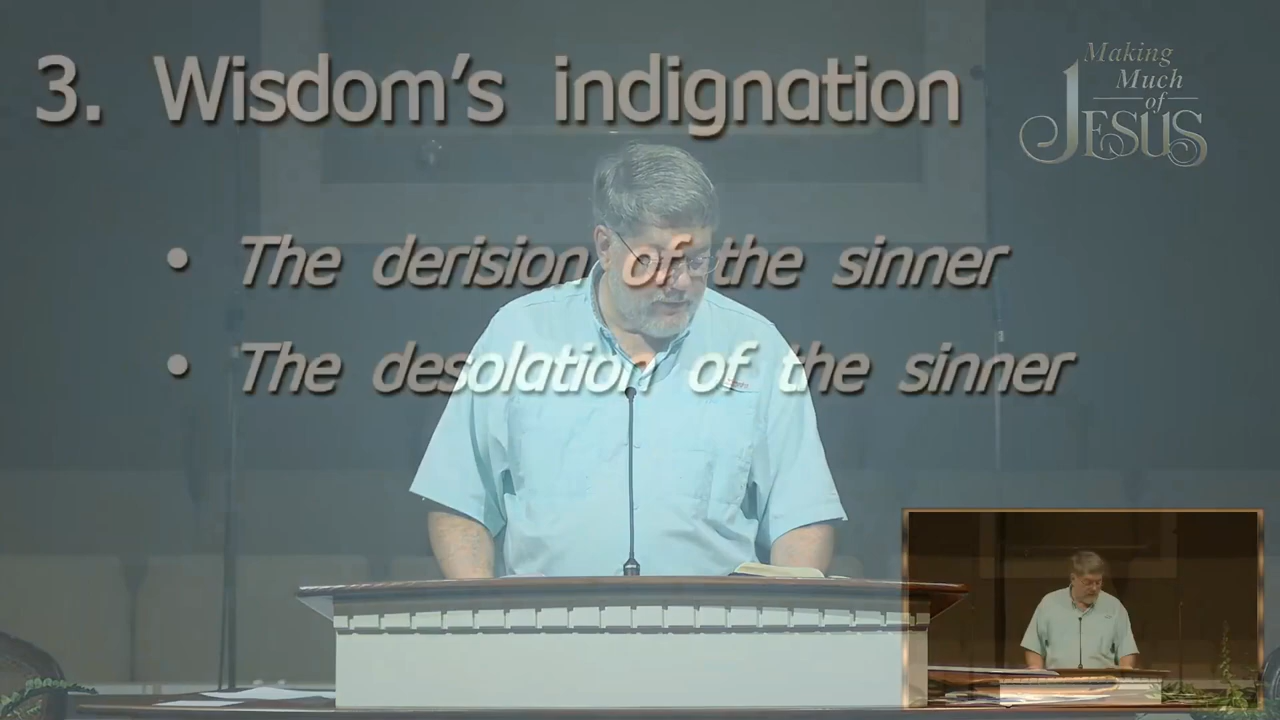 3. Wisdom's indignation
Making
Much
of
JESUS
• The derision of the sinner
• The desolation of the sinner